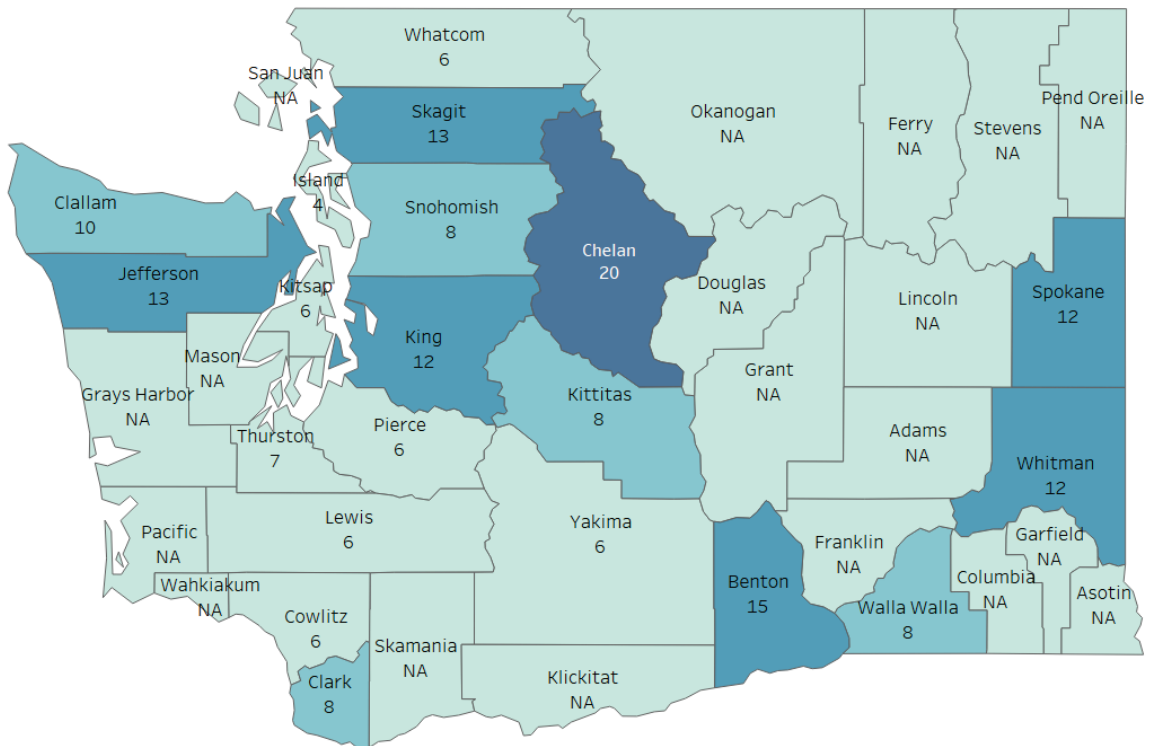 Whatcom
6
San Juan
NA
Skagit
13
Okanogan
NA
Ferry
NA
Stevens
NA
Pend Oreille
NA
Island
4
Clallam
10
Snohomish
8
Chelan
20
Jefferson
13
Kitsap
6
Douglas
NA
Lincoln
NA
Spokane
12
King
12
Mason
NA
Grays Harbor
NA
Grant
NA
Kittitas
8
Thurston
7
Pierce
6
Adams
NA
Whitman
12
Pacific
NA
Lewis
6
Yakima
6
Franklin
NA
Garfield
NA
Wahkiakum
NA
Benton
15
Columbia
NA
Asotin
NA
Cowlitz
6
Walla Walla
8
Skamania
NA
Clark
8
Klickitat
NA